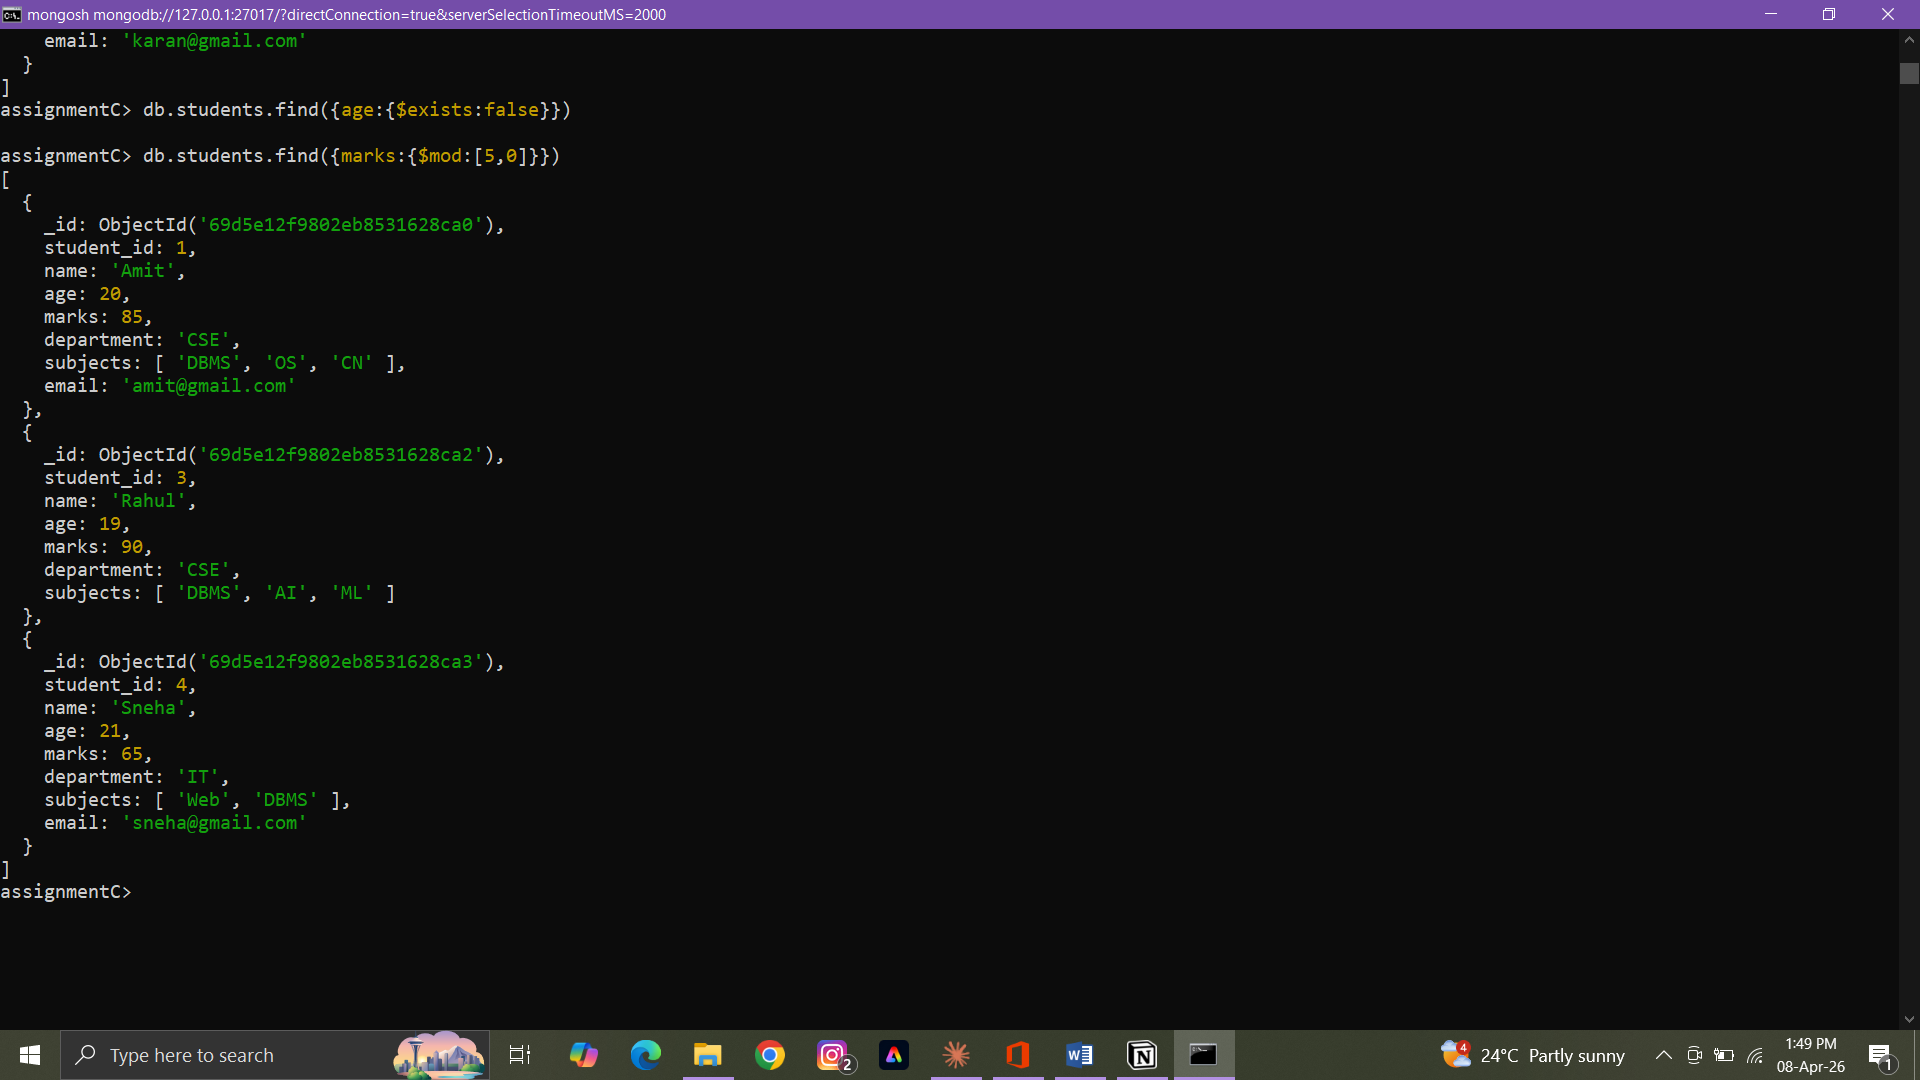 mongosh mongodb://127.0.0.1:27017/?directConnection=true&serverSelectionTimeoutMS=2000
    email: 'karan@gmail.com'
  }
]
assignmentC> db.students.find({age:{$exists:false}})

assignmentC> db.students.find({marks:{$mod:[5,0]}})
[
  {
    _id: ObjectId('69d5e12f9802eb8531628ca0'),
    student_id: 1,
    name: 'Amit',
    age: 20,
    marks: 85,
    department: 'CSE',
    subjects: [ 'DBMS', 'OS', 'CN' ],
    email: 'amit@gmail.com'
  },
  {
    _id: ObjectId('69d5e12f9802eb8531628ca2'),
    student_id: 3,
    name: 'Rahul',
    age: 19,
    marks: 90,
    department: 'CSE',
    subjects: [ 'DBMS', 'AI', 'ML' ]
  },
  {
    _id: ObjectId('69d5e12f9802eb8531628ca3'),
    student_id: 4,
    name: 'Sneha',
    age: 21,
    marks: 65,
    department: 'IT',
    subjects: [ 'Web', 'DBMS' ],
    email: 'sneha@gmail.com'
  }
]
assignmentC>
Type here to search
2
4
24°C Partly sunny
1:49 PM
08-Apr-26
1